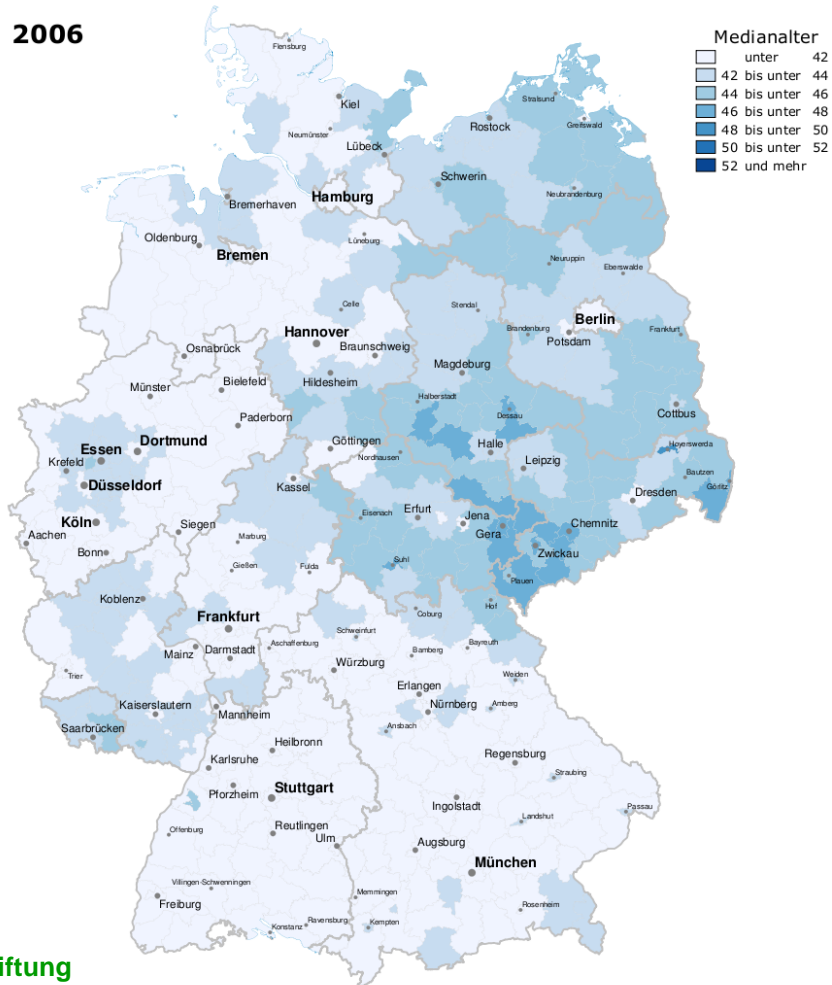 2006
Medianalter
unter 42
42 bis unter 44
44 bis unter 46
46 bis unter 48
48 bis unter 50
50 bis unter 52
52 und mehr
Flensburg
Kiel
Stralsund
Rostock
Greifswald
Neumünster
Lübeck
Schwerin
Neubrandenburg
Hamburg
Bremerhaven
Oldenburg
Lüneburg
Bremen
Neuruppin
Eberswalde
Celle
Stendal
Berlin
Hannover
Brandenburg
Frankfurt
Potsdam
Osnabrück
Braunschweig
Magdeburg
Münster
Bielefeld
Hildesheim
Halberstadt
Paderborn
Dessau
Cottbus
Dortmund
Göttingen
Halle
Hoyerswerda
Essen
Nordhausen
Leipzig
Krefeld
Bautzen
Düsseldorf
Kassel
Görlitz
Dresden
Köln
Siegen
Eisenach
Erfurt
Jena
Chemnitz
Aachen
Marburg
Gera
Bonn
Gießen
Fulda
Suhl
Zwickau
Plauen
Koblenz
Coburg
Hof
Frankfurt
Schweinfurt
Mainz
Darmstadt
Aschaffenburg
Bamberg
Bayreuth
Trier
Würzburg
Weiden
Erlangen
Kaiserslautern
Nürnberg
Amberg
Mannheim
Saarbrücken
Ansbach
Heilbronn
Karlsruhe
Regensburg
Straubing
Pforzheim
Stuttgart
Ingolstadt
Passau
Offenburg
Reutlingen
Landshut
Ulm
Augsburg
München
Villingen-Schwenningen
Memmingen
Freiburg
Rosenheim
Konstanz
Ravensburg
Kempten
iftung